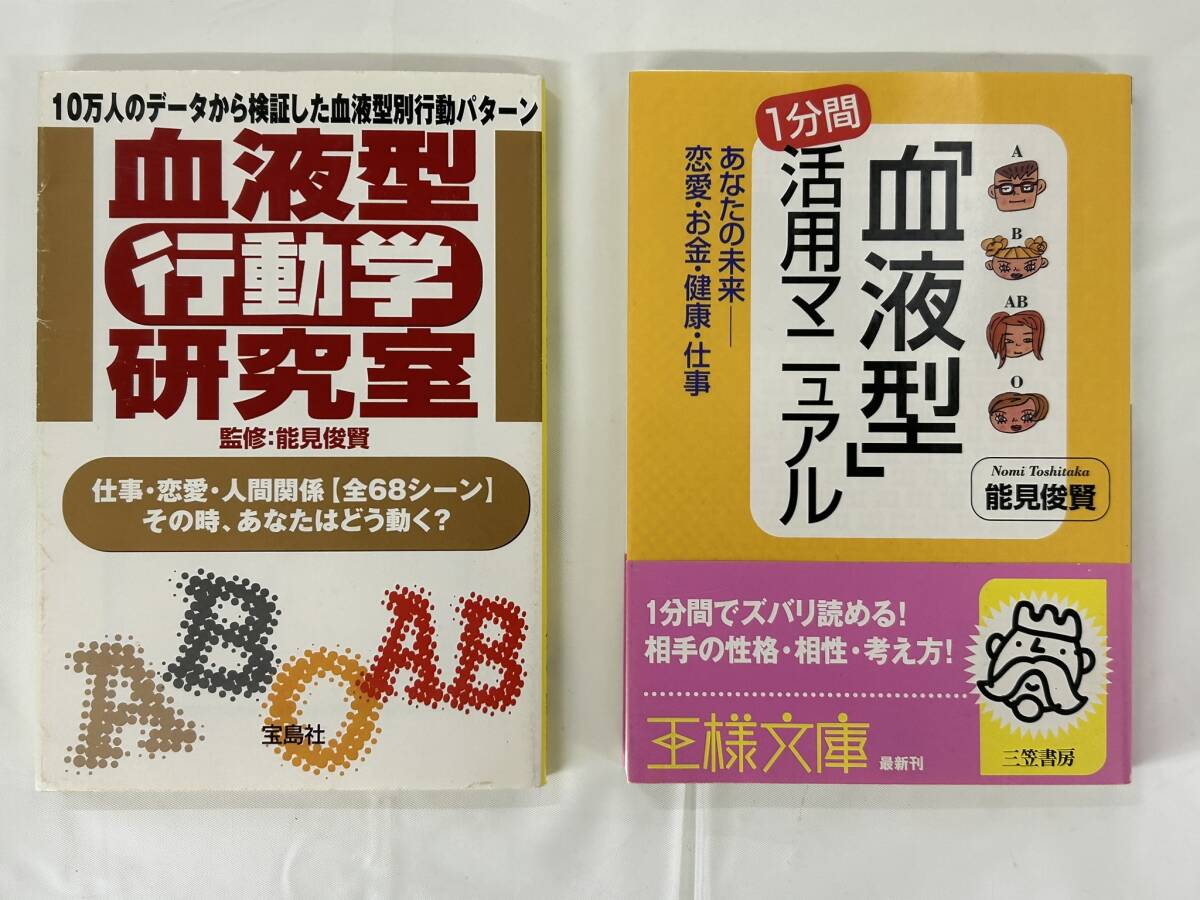 10万人のデータから検証した血液型別行動パターン
血液型
行動学
研究室
監修：能見俊賢
仕事・恋愛・人間関係【全68シーン】
その時、あなたはどう動く？
A
B
O
AB
宝島社
1分間
「血液型」
活用マニュアル
あなたの未来——
恋愛・お金・健康・仕事
A
B
AB
O
Nomi Toshitaka
能見俊賢
1分間でズバリ読める！
相手の性格・相性・考え方！
王様文庫
最新刊
三笠書房